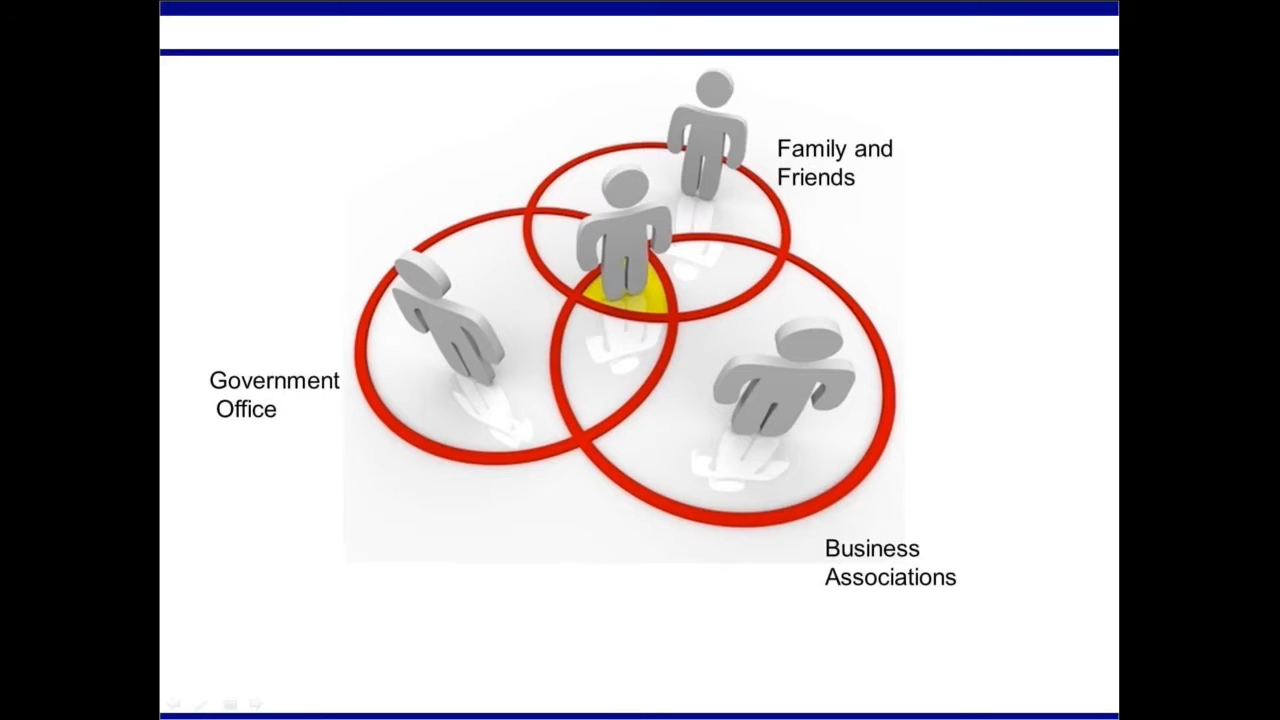 Family and
Friends
Government
Office
Business
Associations